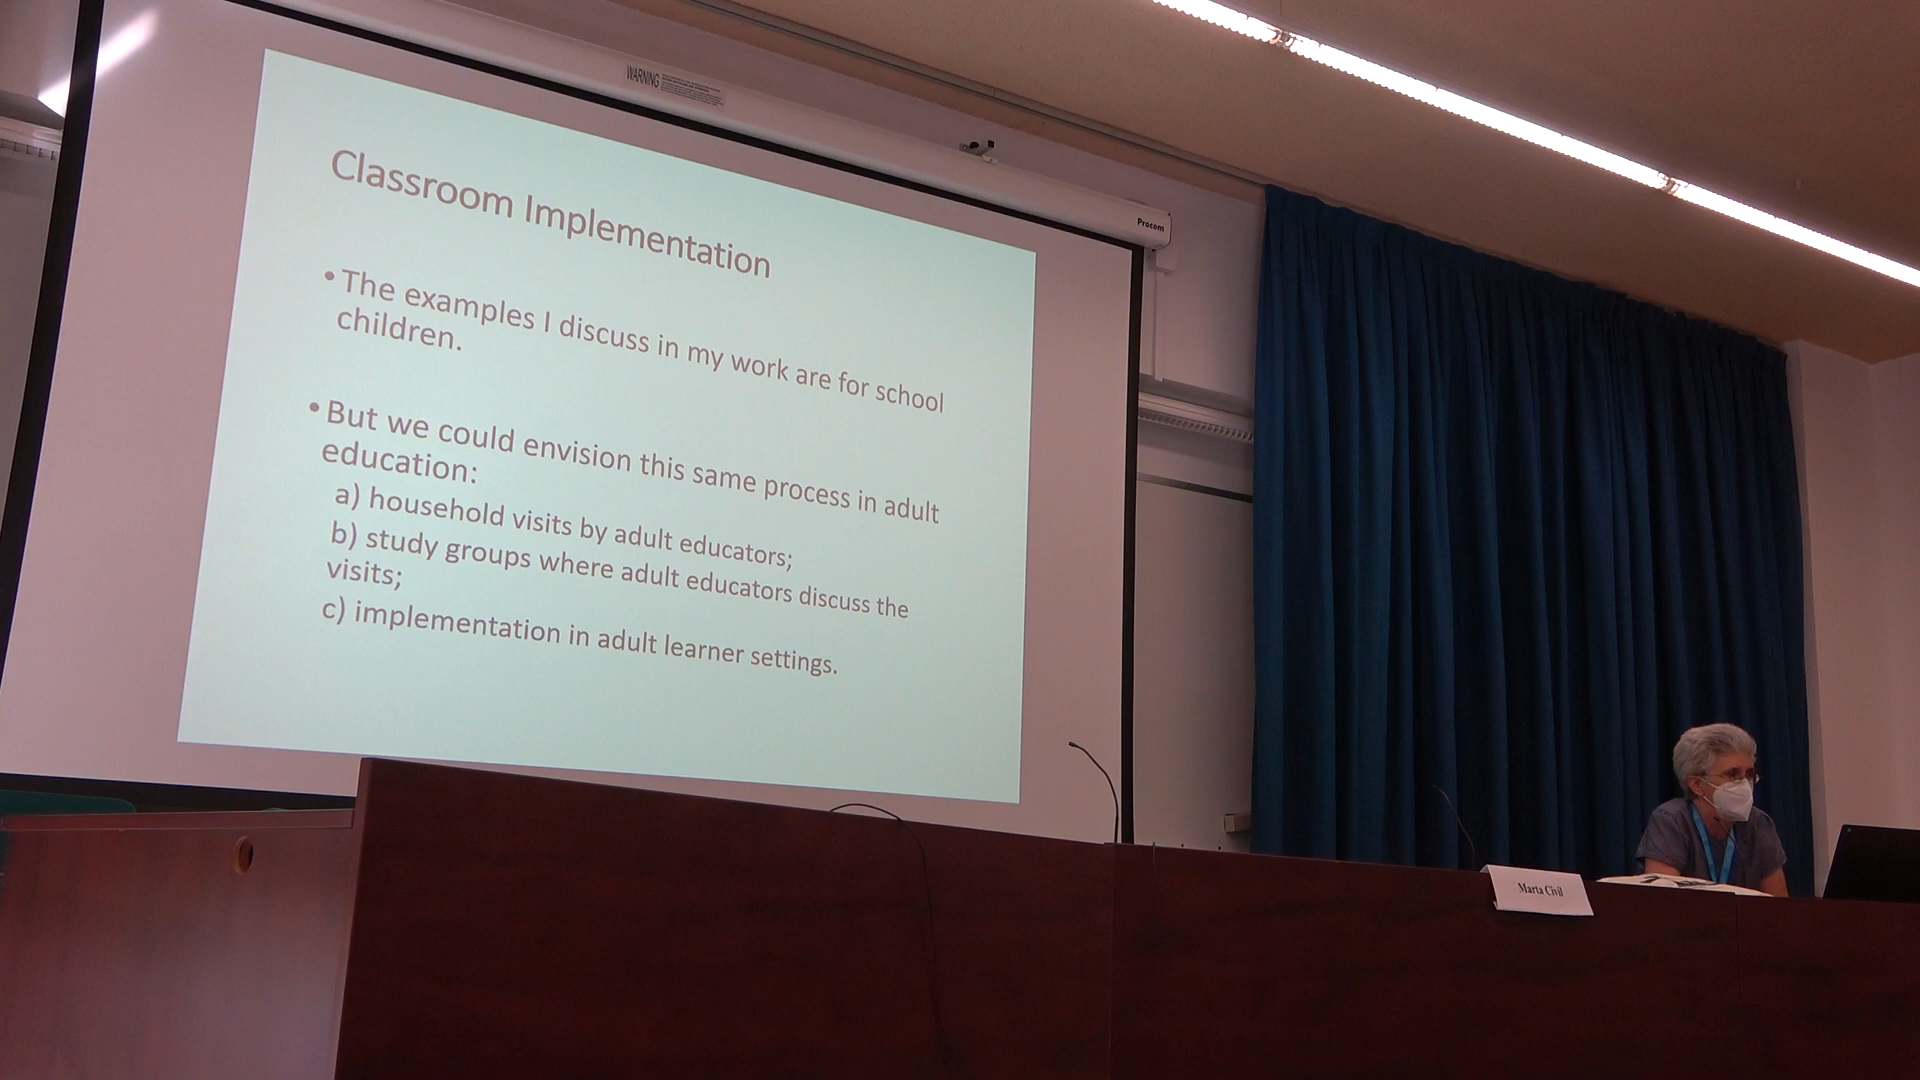 WARNING
Procom
Classroom Implementation
• The examples I discuss in my work are for school
children.
• But we could envision this same process in adult
education:
a) household visits by adult educators;
b) study groups where adult educators discuss the
visits;
c) implementation in adult learner settings.
Marta Civil